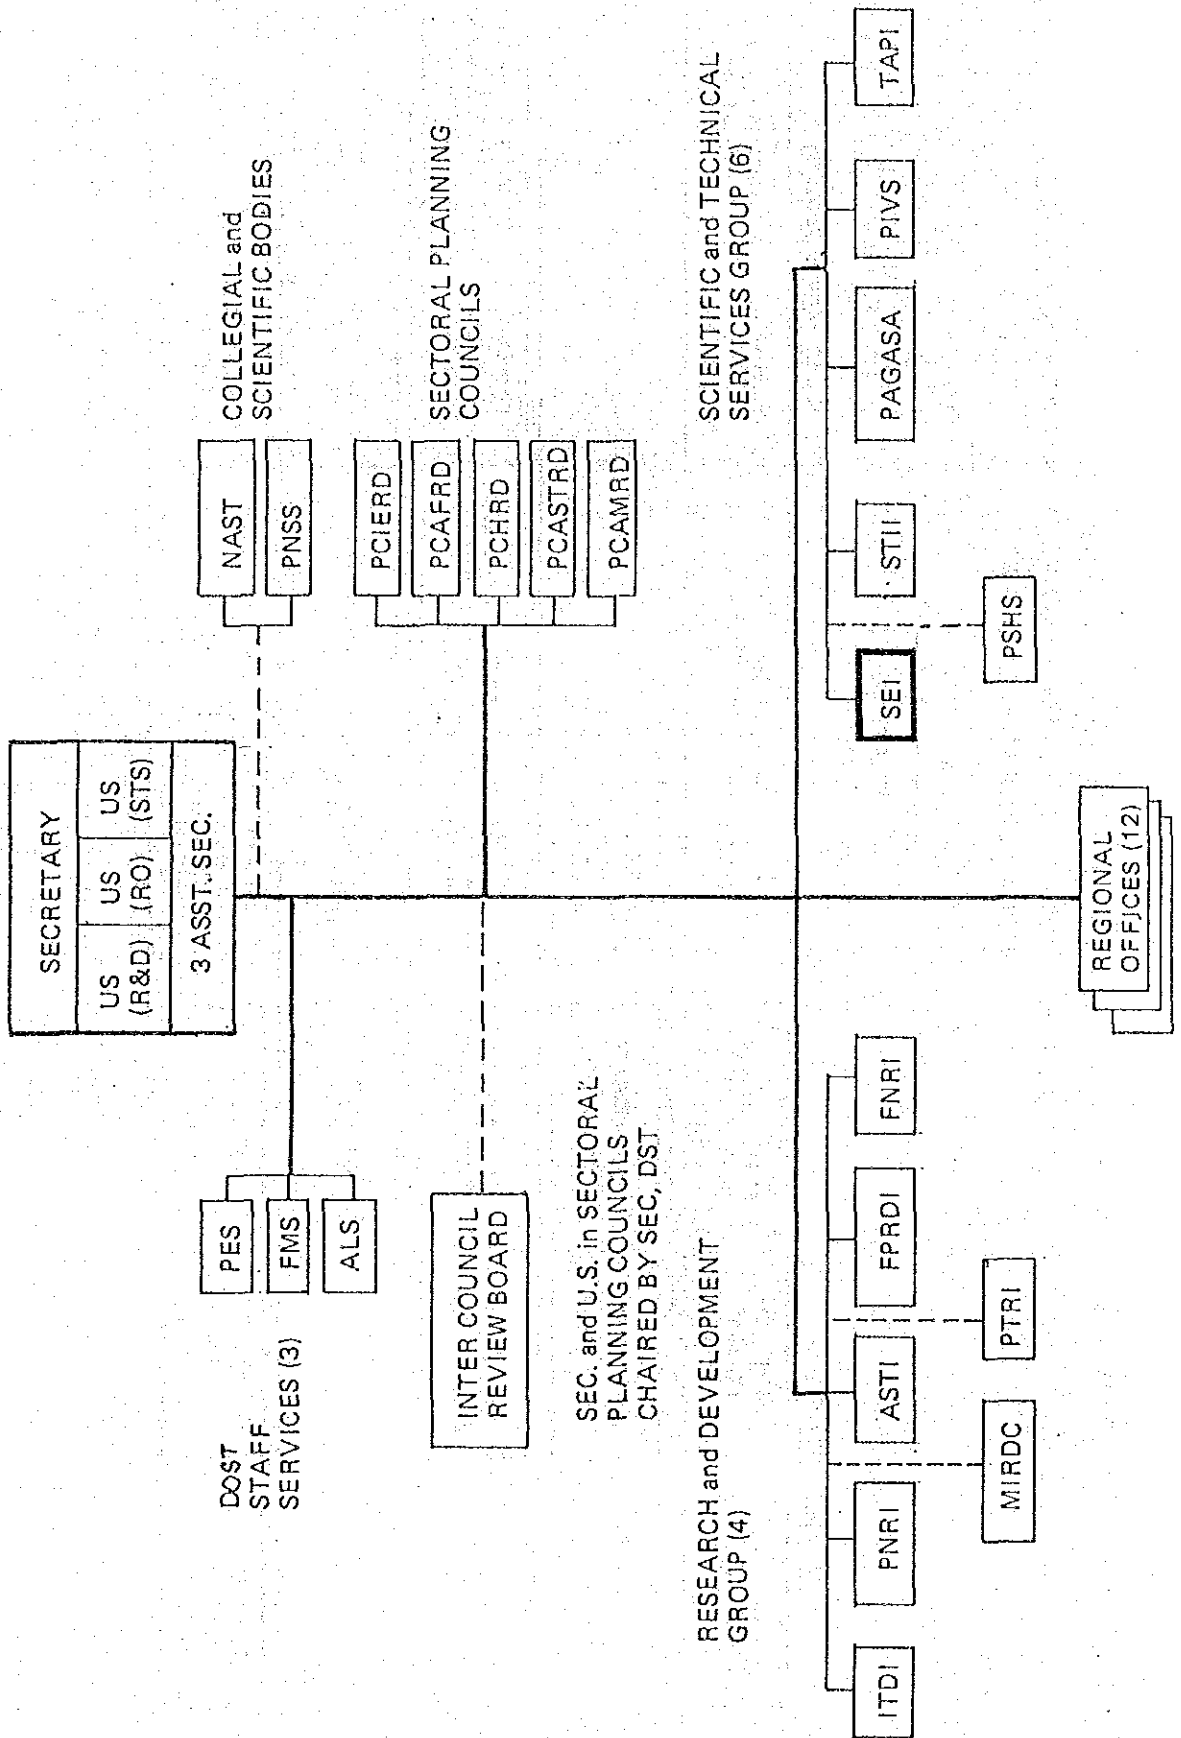 SECRETARY
US
(R&D)
US
(RO)
US
(STS)
3 ASST. SEC.
DOST
STAFF
SERVICES (3)
PES
FMS
ALS
NAST
PNSS
COLLEGIAL and
SCIENTIFIC BODIES
INTER COUNCIL
REVIEW BOARD
PCIERD
PCAFRD
PCHRD
PCASTRD
PCAMRD
SECTORAL PLANNING
COUNCILS
SEC. and U.S. in SECTORAL
PLANNING COUNCILS
CHAIRED BY SEC, DST
RESEARCH and DEVELOPMENT
GROUP (4)
SCIENTIFIC and TECHNICAL
SERVICES GROUP (6)
ITDI
PNRI
ASTI
FPRDI
FNRI
SEI
STII
PAGASA
PIVS
TAPI
MIRDC
PTRI
PSHS
REGIONAL
OFFICES (12)